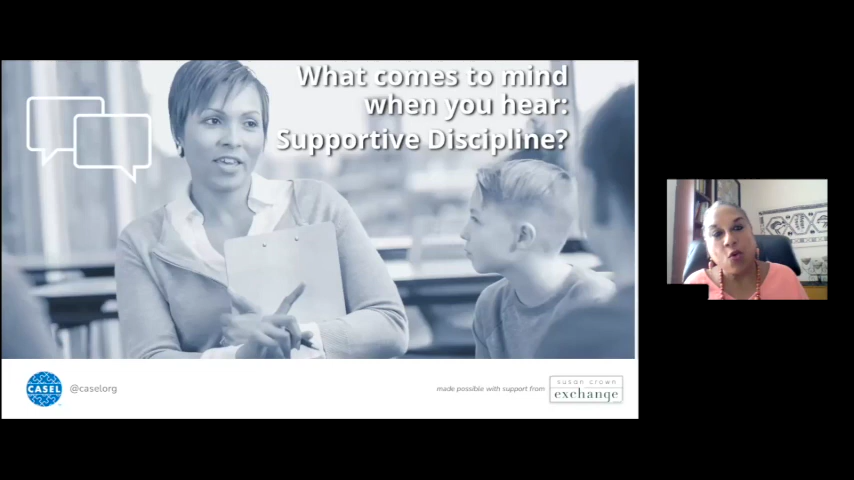 What comes to mind
when you hear:
Supportive Discipline?
CASEL
@caselorg
made possible with support from
susan crown
exchange